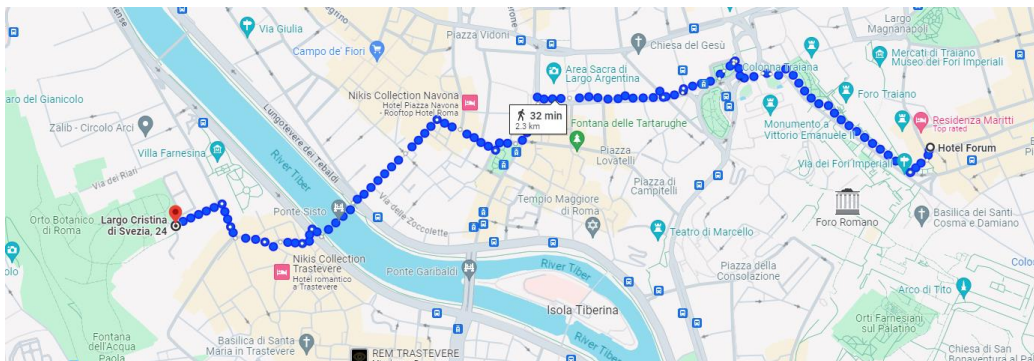 Via Giulia
Campo de' Fiori
Piazza Vidoni
Chiesa del Gesù
Largo
Magnanapoli
Mercati di Traiano
Museo dei Fori Imperiali
Colonna Traiana
Area Sacra di
Largo Argentina
Foro Traiano
aro del Gianicolo
Zalib - Circolo Arci
Lungotevere dei Tebaldi
Nikis Collection Navona
Hotel Piazza Navona
- Rooftop Hotel Roma
32 min
2.3 km
Fontana delle Tartarughe
Monumento a
Vittorio Emanuele II
Residenza Maritti
Top rated
Hotel Forum
Villa Farnesina
River Tiber
Piazza
Lovatelli
Via dei Fori Imperiali
Via dei Riari
Piazza di
Campitelli
Orto Botanico
di Roma
Largo Cristina
di Svezia, 24
Ponte Sisto
Via delle Zoccolette
Tempio Maggiore
di Roma
Foro Romano
Basilica dei Santi
Cosma e Damiano
Teatro di Marcello
Nikis Collection
Trastevere
Hotel romantico
a Trastevere
Ponte Garibaldi
River Tiber
Piazza della
Consolazione
Colo
Arco di Tito
Isola Tiberina
Orti Farnesiani
sul Palatino
Fontana
dell'Acqua
Paola
Basilica di Santa
Maria in Trastevere
REM TRASTEVERE
Chiesa di San
Bonaventura al Pa